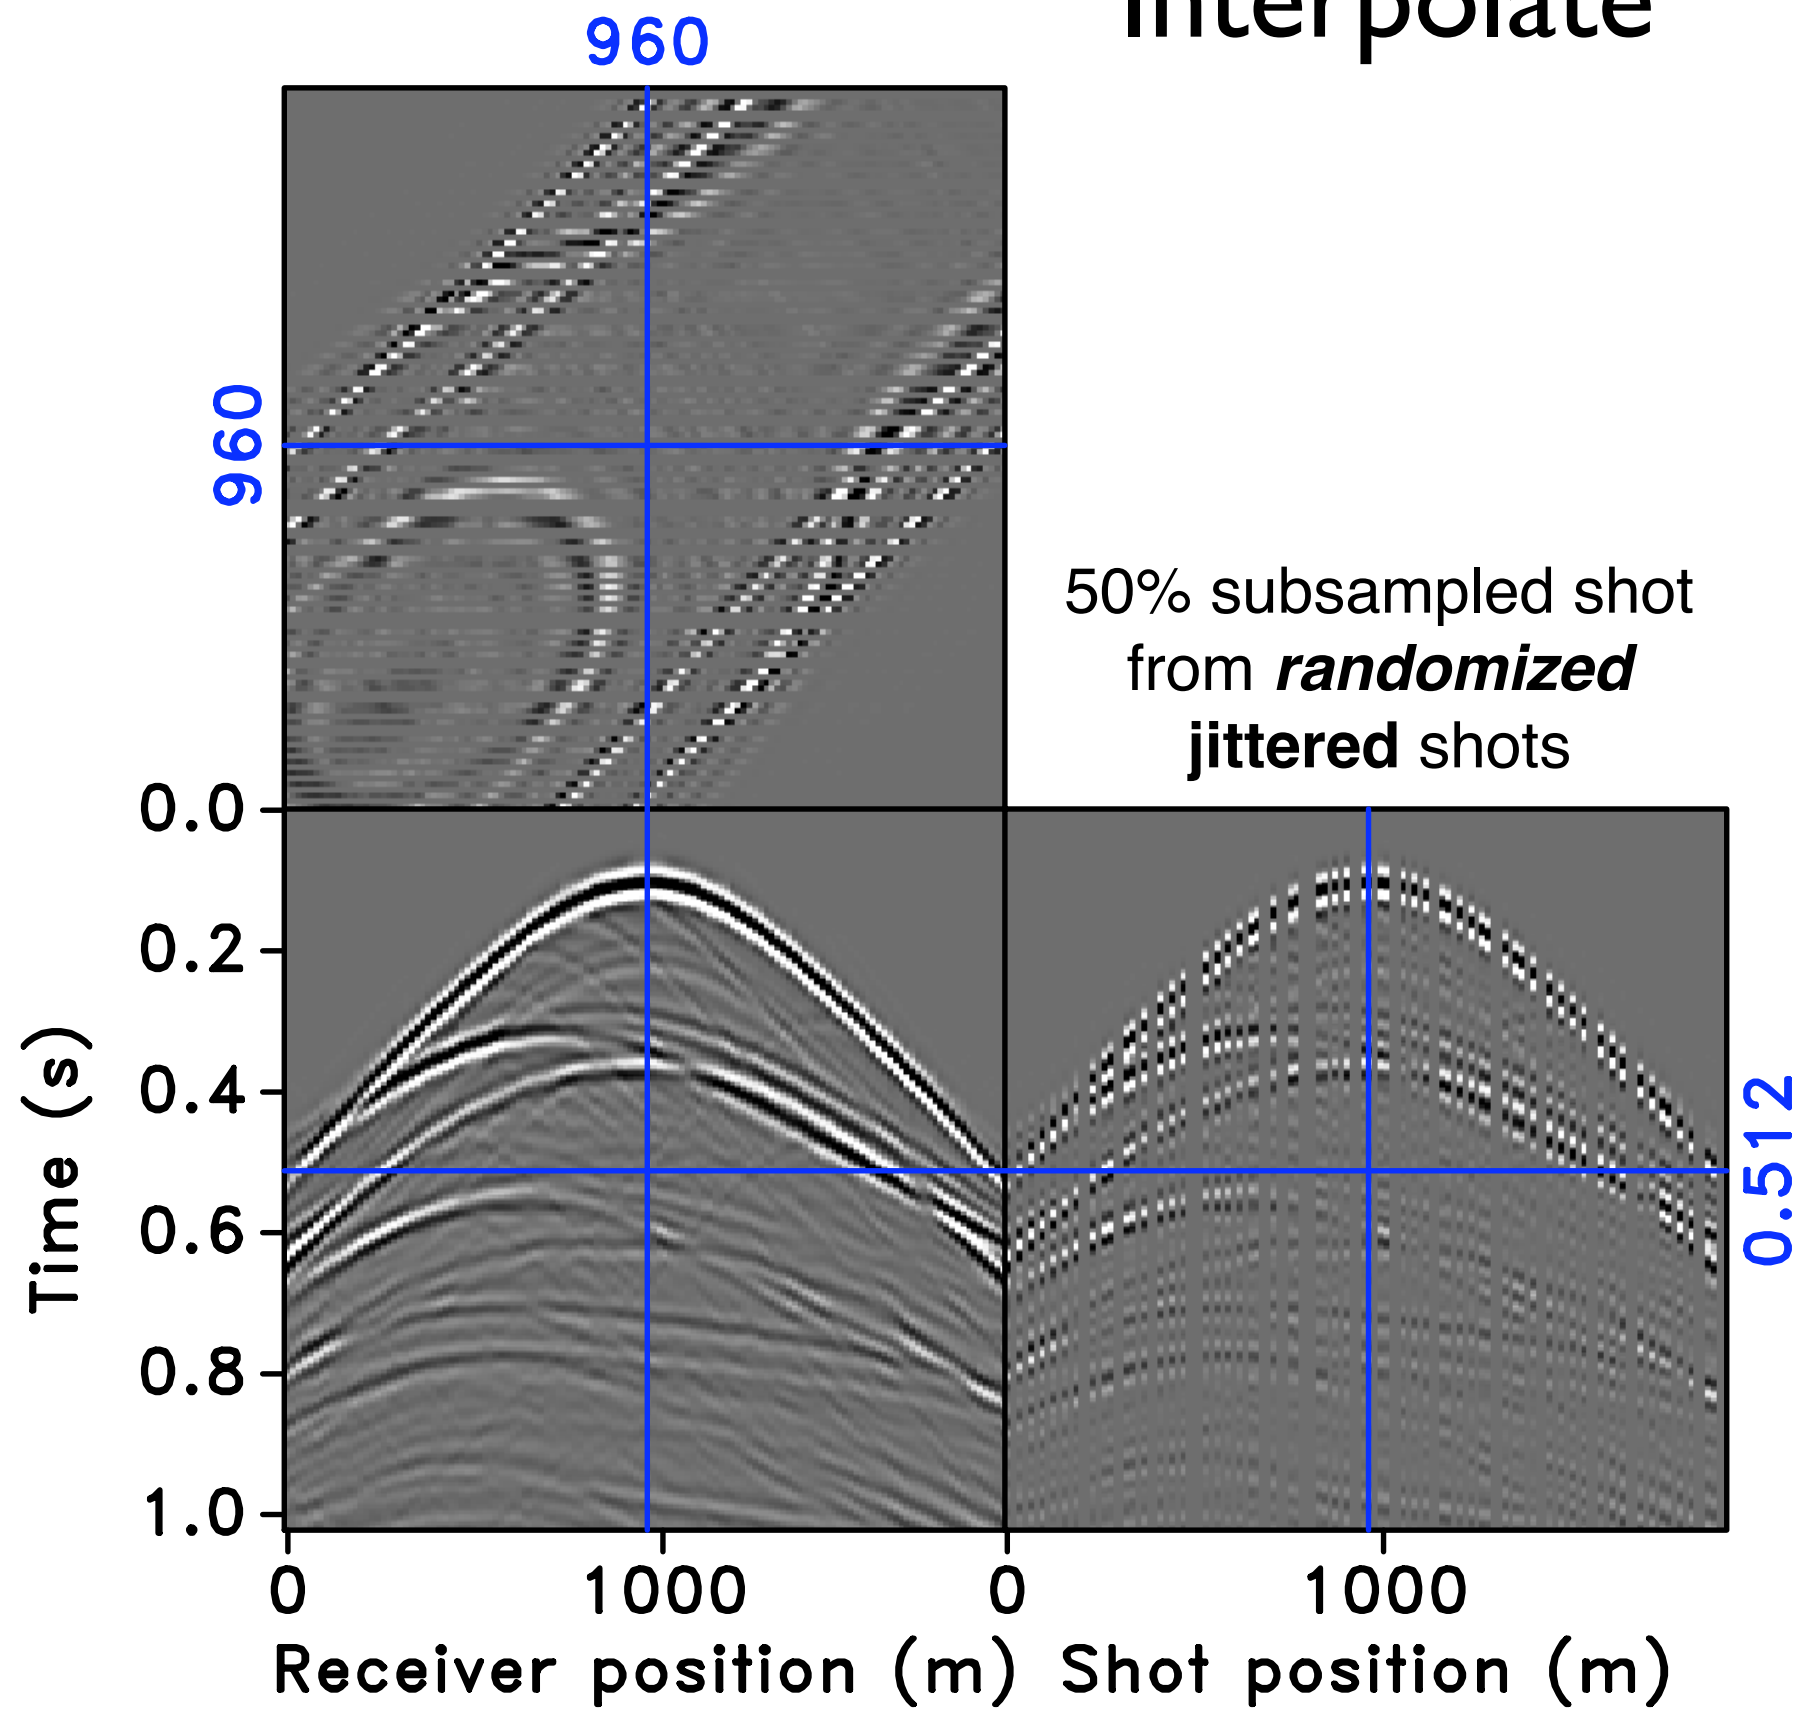 Interpolate
960
960
50% subsampled shot
from randomized
jittered shots
0.0
0.2
0.4
0.6
0.8
1.0
Time (s)
0.512
0 1000 0 1000
Receiver position (m) Shot position (m)